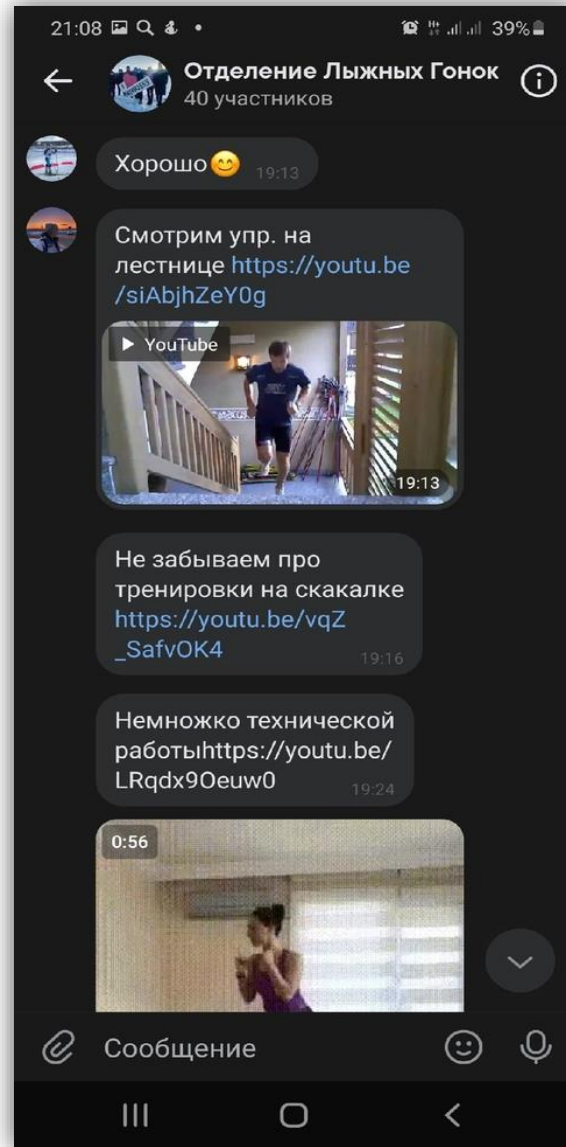 21:08
39%
Отделение Лыжных Гонок
40 участников
Хорошо😊 19:13
Смотрим упр. на
лестнице https://youtu.be
/siAbjhZeY0g
YouTube
19:13
Не забываем про
тренировки на скакалке
https://youtu.be/vqZ
_SafvOK4 19:16
Немножко технической
работыhttps://youtu.be/
LRqdx9Oeuw0 19:24
0:56
Сообщение